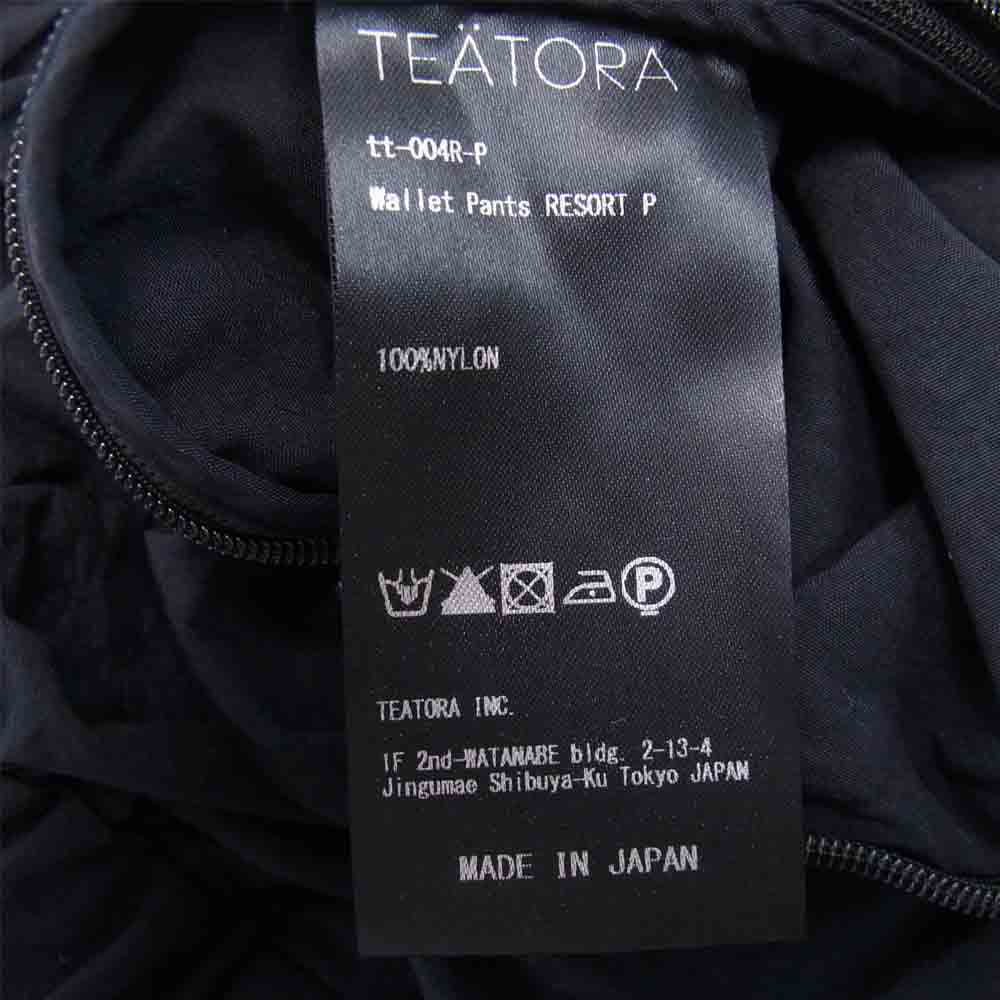 TEÄTORA
tt-004R-P
Wallet Pants RESORT P
100%NYLON
P
TEATORA INC.
1F 2nd-WATANABE bldg. 2-13-4
Jingumae Shibuya-Ku Tokyo JAPAN
MADE IN JAPAN